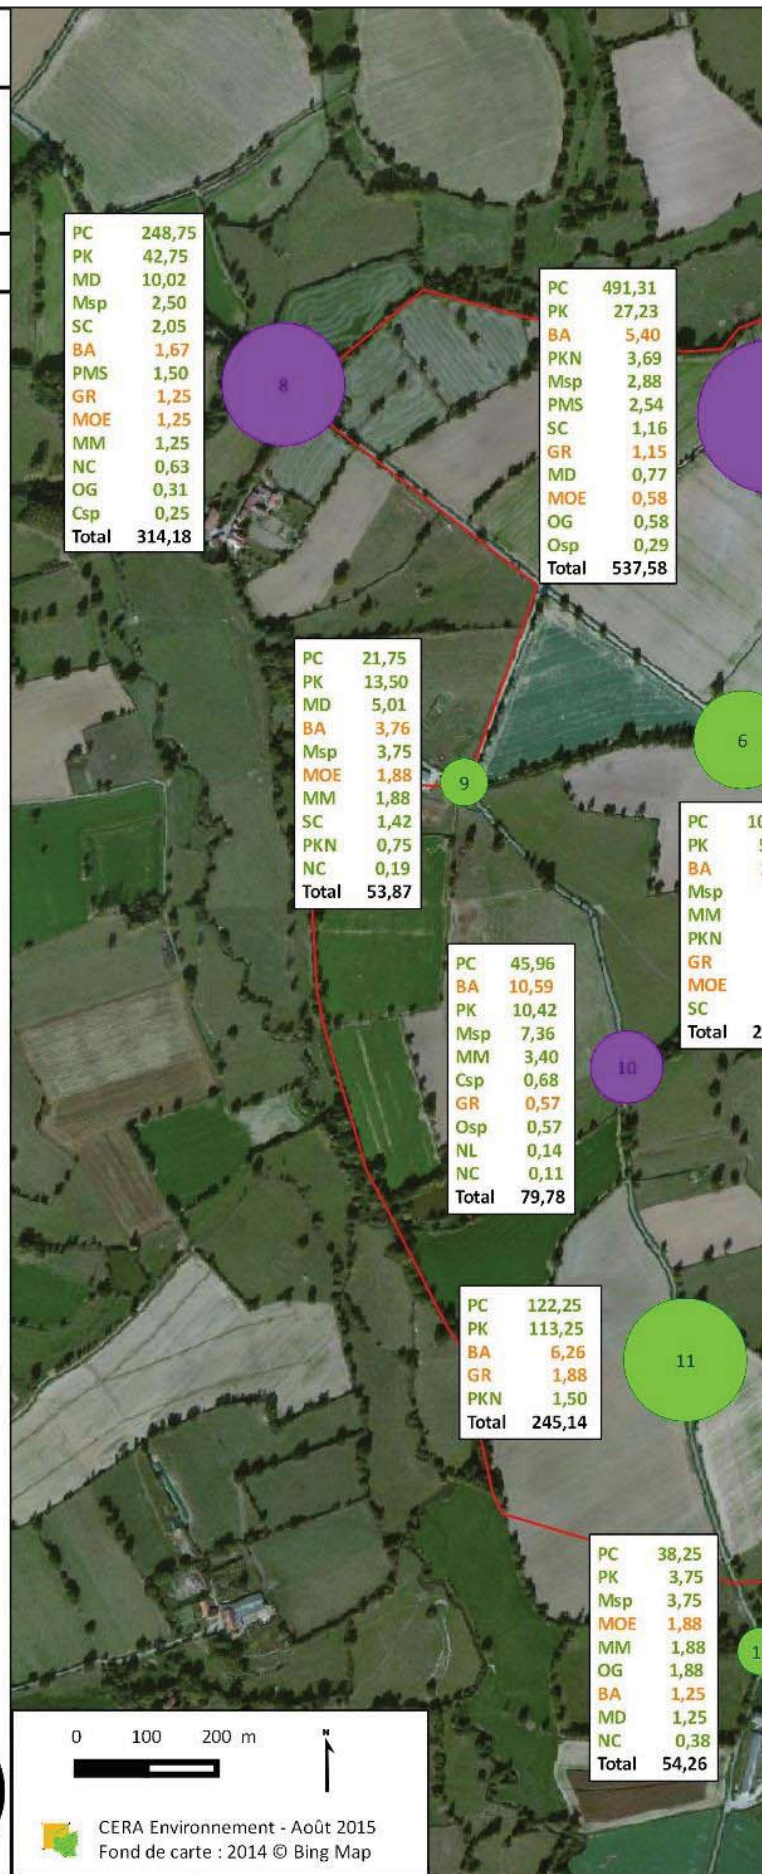 PC 248,75
PK 42,75
MD 10,02
Msp 2,50
SC 2,05
BA 1,67
PMS 1,50
GR 1,25
MOE 1,25
MM 1,25
NC 0,63
OG 0,31
Csp 0,25
Total 314,18
8
PC 491,31
PK 27,23
BA 5,40
PKN 3,69
Msp 2,88
PMS 2,54
SC 1,16
GR 1,15
MD 0,77
MOE 0,58
OG 0,58
Osp 0,29
Total 537,58
PC 21,75
PK 13,50
MD 5,01
BA 3,76
Msp 3,75
MOE 1,88
MM 1,88
SC 1,42
PKN 0,75
NC 0,19
Total 53,87
9
6
PC 10
PK
BA
Msp
MM
PKN
GR
MOE
SC
Total 2
PC 45,96
BA 10,59
PK 10,42
Msp 7,36
MM 3,40
Csp 0,68
GR 0,57
Osp 0,57
NL 0,14
NC 0,11
Total 79,78
10
PC 122,25
PK 113,25
BA 6,26
GR 1,88
PKN 1,50
Total 245,14
11
PC 38,25
PK 3,75
Msp 3,75
MOE 1,88
MM 1,88
OG 1,88
BA 1,25
MD 1,25
NC 0,38
Total 54,26
1
0 100 200 m
N
CERA Environnement - Août 2015
Fond de carte : 2014 © Bing Map